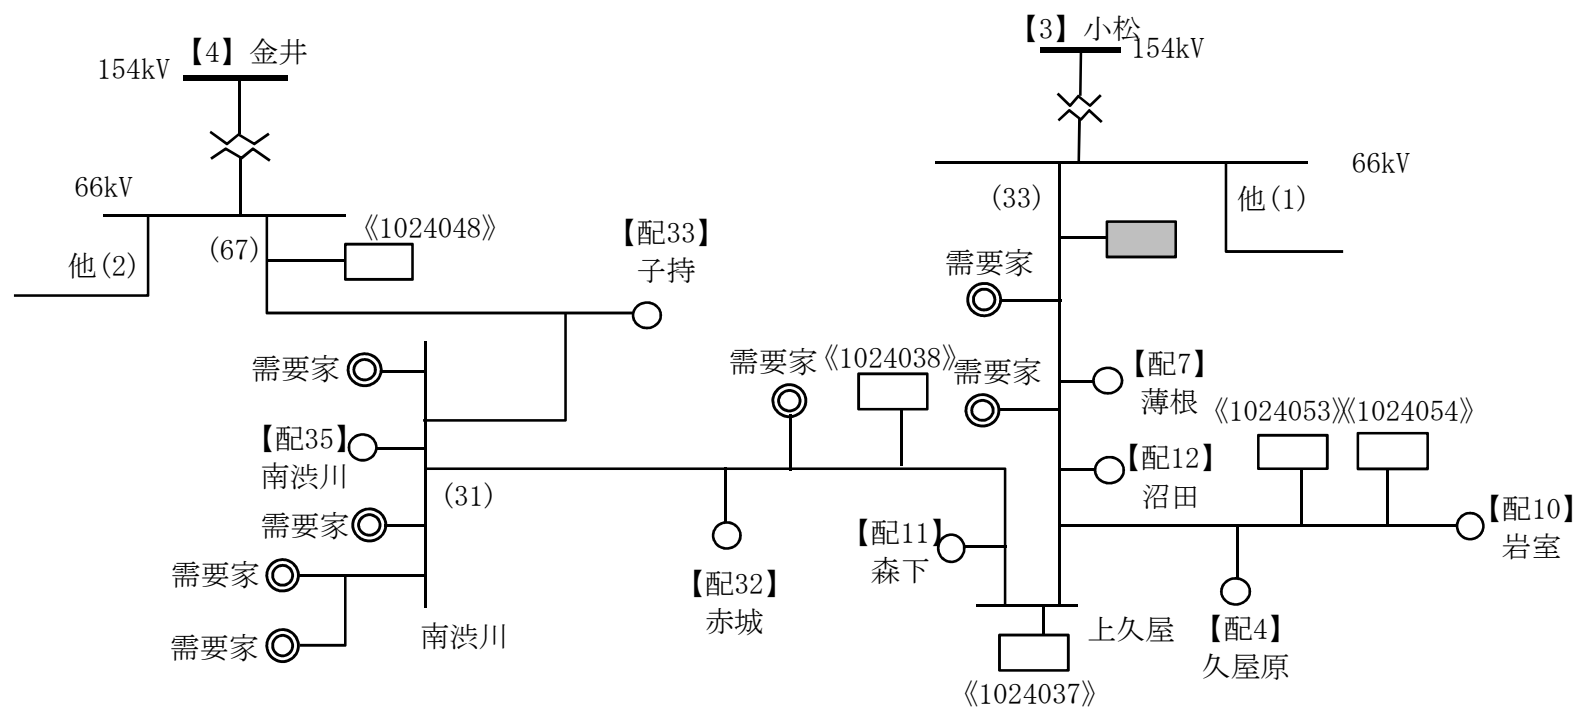 【4】金井
154kV
66kV
他(2)
(67)
《1024048》
【配33】
子持
需要家
【配35】
南渋川
需要家
需要家
需要家
南渋川
(31)
需要家
《1024038》
【配32】
赤城
【配11】
森下
【3】小松
154kV
66kV
(33)
他(1)
需要家
需要家
【配7】
薄根
【配12】
沼田
《1024053》
《1024054》
【配10】
岩室
【配4】
久屋原
上久屋
《1024037》